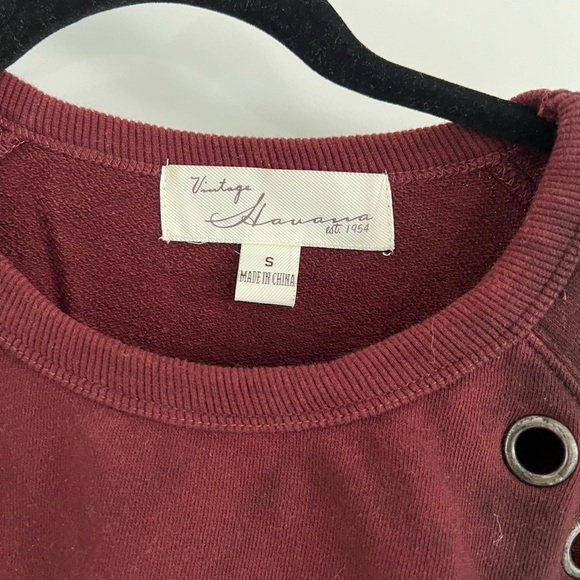 Vintage
Havana
est. 1954
S
MADE IN CHINA